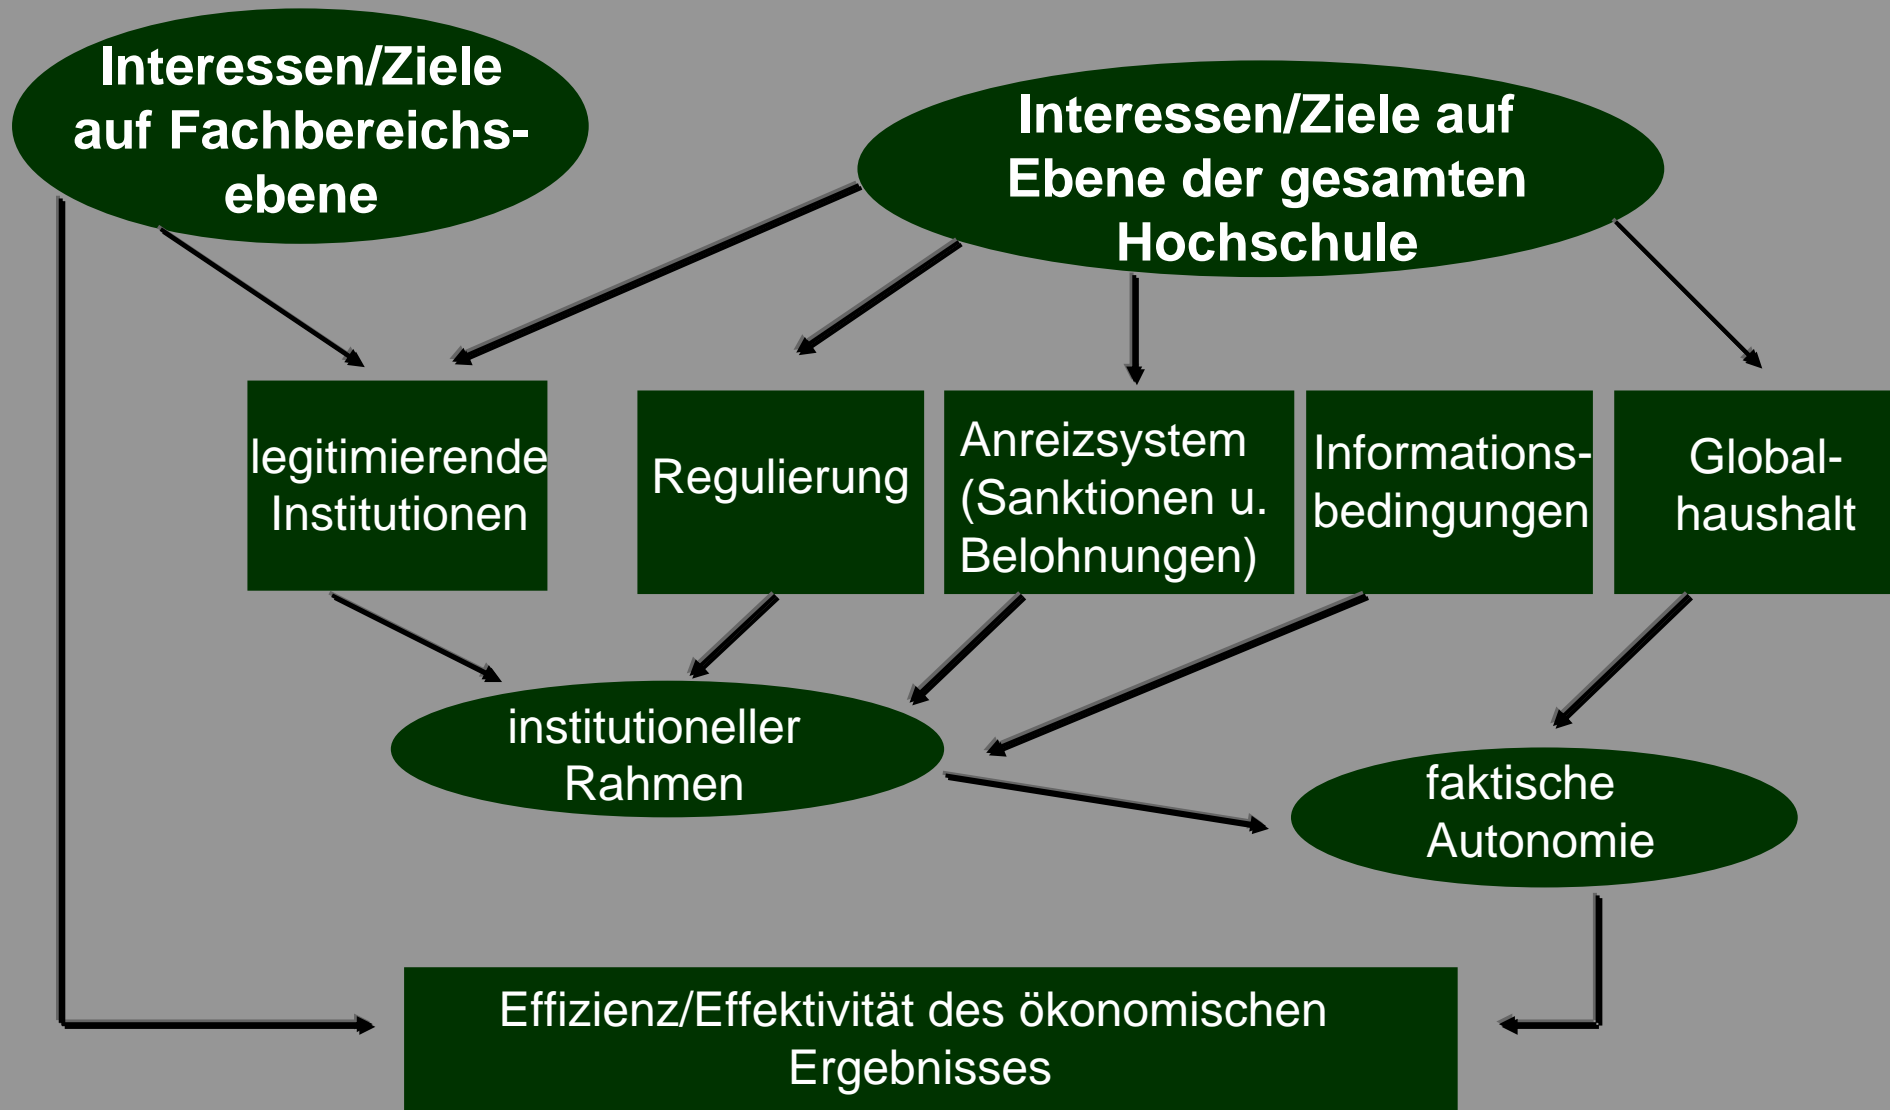 Interessen/Ziele
auf Fachbereichs-
ebene
Interessen/Ziele auf
Ebene der gesamten
Hochschule
legitimierende
Institutionen
Regulierung
Anreizsystem
(Sanktionen u.
Belohnungen)
Informations-
bedingungen
Global-
haushalt
institutioneller
Rahmen
faktische
Autonomie
Effizienz/Effektivität des ökonomischen
Ergebnisses